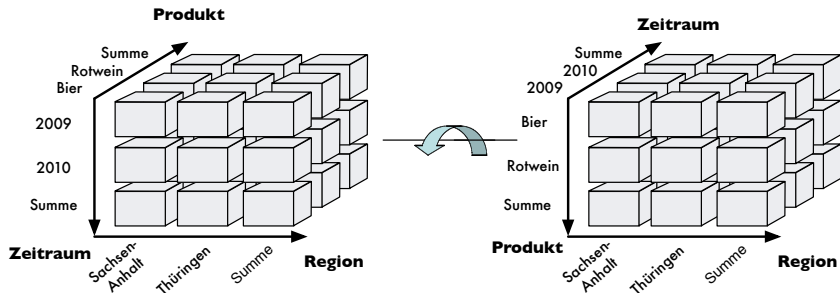 Produkt
Summe
Rotwein
Bier
2009
2010
Summe
Zeitraum
Sachsen-
Anhalt
Thüringen
Summe
Region
Zeitraum
Summe
2010
2009
Bier
Rotwein
Summe
Produkt
Sachsen-
Anhalt
Thüringen
Summe
Region